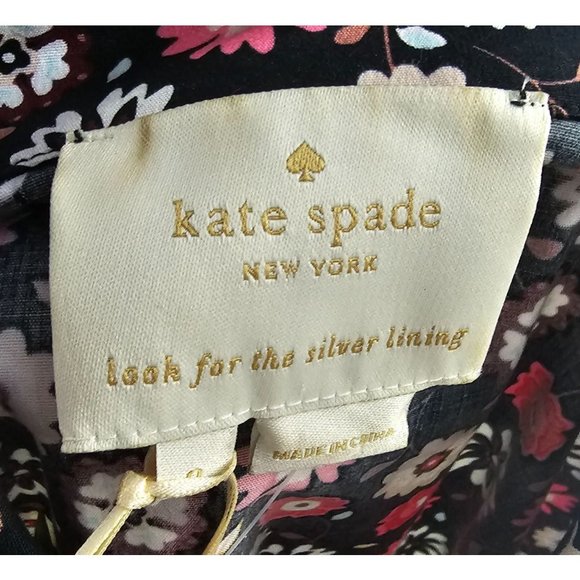 kate spade
NEW YORK
look for the silver lining
MADE IN CHINA